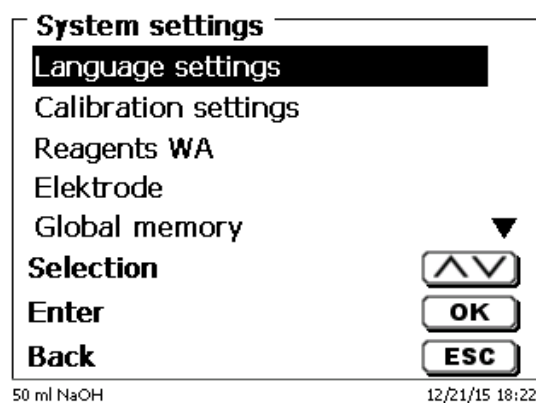 System settings
Language settings
Calibration settings
Reagents WA
Elektrode
Global memory
Selection
Enter OK
Back ESC
50 ml NaOH 12/21/15 18:22